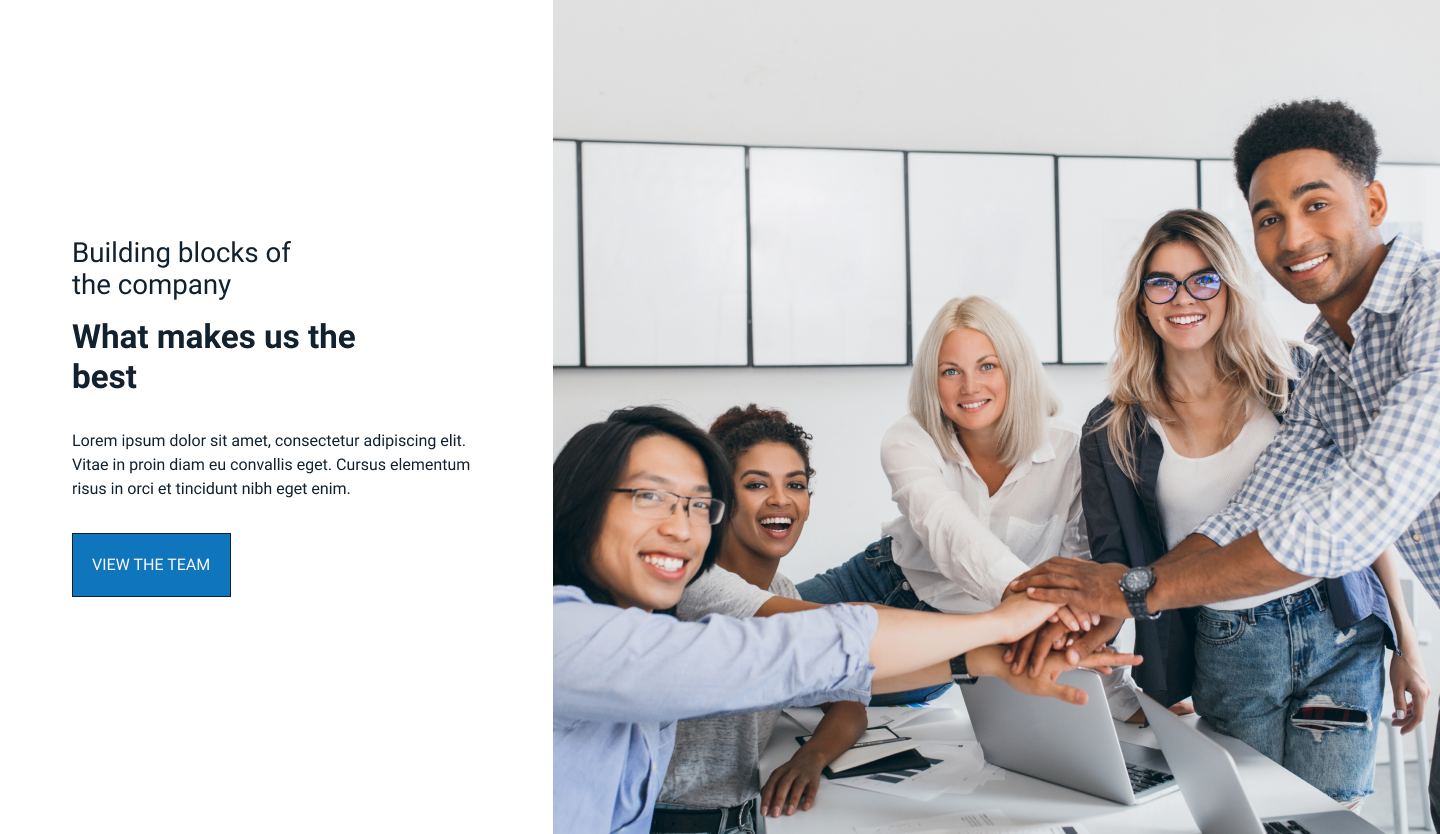 Building blocks of
the company
What makes us the
best
Lorem ipsum dolor sit amet, consectetur adipiscing elit.
Vitae in proin diam eu convallis eget. Cursus elementum
risus in orci et tincidunt nibh eget enim.
VIEW THE TEAM